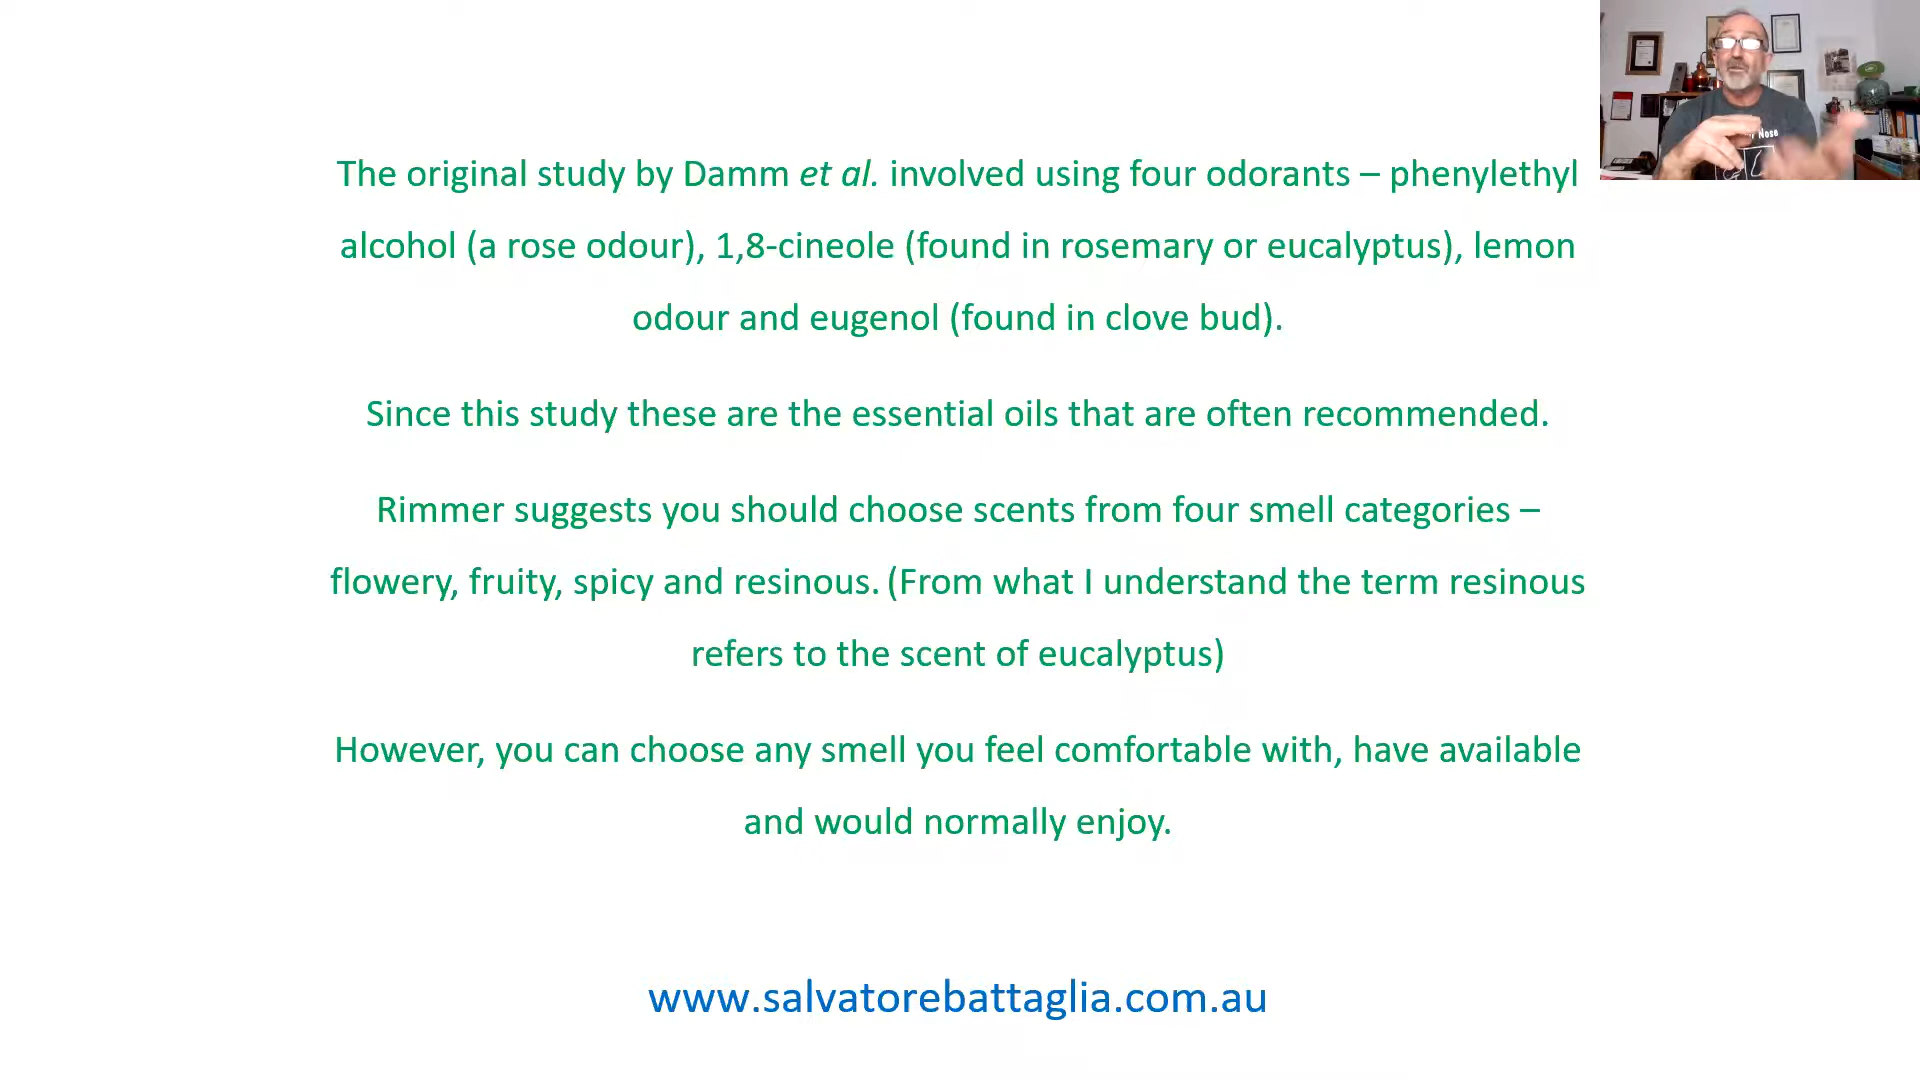 The original study by Damm et al. involved using four odorants – phenylethyl
alcohol (a rose odour), 1,8-cineole (found in rosemary or eucalyptus), lemon
odour and eugenol (found in clove bud).
Since this study these are the essential oils that are often recommended.
Rimmer suggests you should choose scents from four smell categories –
flowery, fruity, spicy and resinous. (From what I understand the term resinous
refers to the scent of eucalyptus)
However, you can choose any smell you feel comfortable with, have available
and would normally enjoy.
www.salvatorebattaglia.com.au
Nose